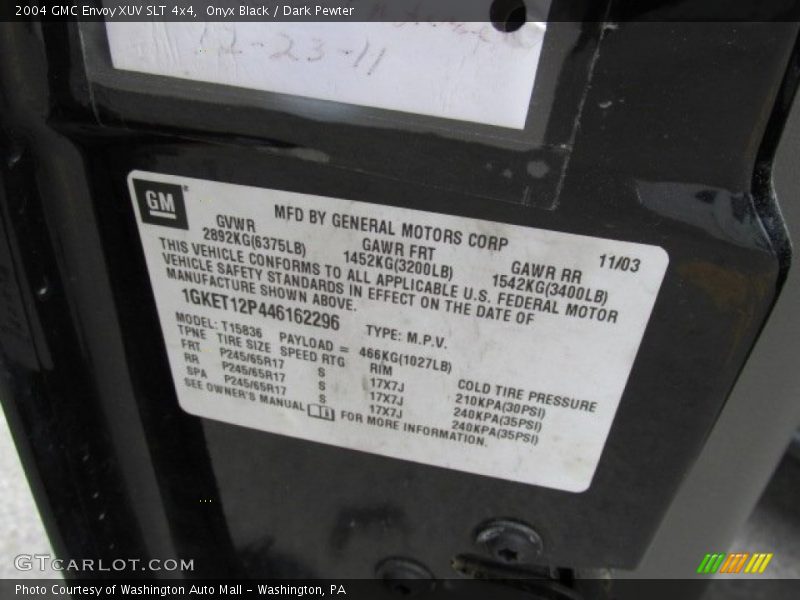 2004 GMC Envoy XUV SLT 4x4, Onyx Black / Dark Pewter
12-23-11
GM
MFD BY GENERAL MOTORS CORP
11/03
GVWR GAWR FRT GAWR RR
2892KG(6375LB) 1452KG(3200LB) 1542KG(3400LB)
THIS VEHICLE CONFORMS TO ALL APPLICABLE U.S. FEDERAL MOTOR
VEHICLE SAFETY STANDARDS IN EFFECT ON THE DATE OF
MANUFACTURE SHOWN ABOVE.
1GKET12P446162296 TYPE: M.P.V.
MODEL: T15836 PAYLOAD = 466KG(1027LB)
TPNE TIRE SIZE SPEED RTG RIM COLD TIRE PRESSURE
FRT P245/65R17 S 17X7J 210KPA(30PSI)
RR P245/65R17 S 17X7J 240KPA(35PSI)
SPA P245/65R17 S 17X7J 240KPA(35PSI)
SEE OWNER'S MANUAL FOR MORE INFORMATION.
GTCARLOT.COM
Photo Courtesy of Washington Auto Mall - Washington, PA